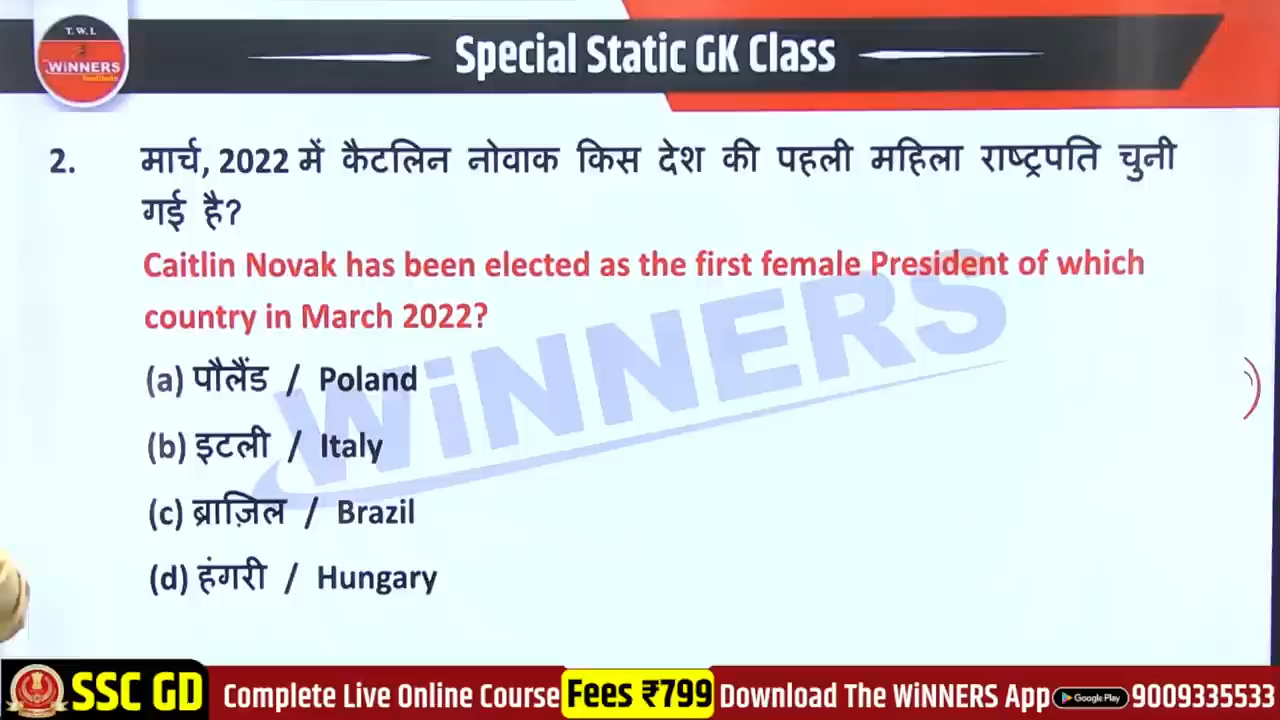 T. W. I.
WiNNERS
Special Static GK Class
2. मार्च, 2022 में कैटलिन नोवाक किस देश की पहली महिला राष्ट्रपति चुनी
गई है?
Caitlin Novak has been elected as the first female President of which
country in March 2022?
(a) पौलैंड / Poland
(b) इटली / Italy
(c) ब्राज़िल / Brazil
(d) हंगरी / Hungary
WiNNERS
SSC GD Complete Live Online Course Fees ₹799 Download The WiNNERS App Google Play 9009335533